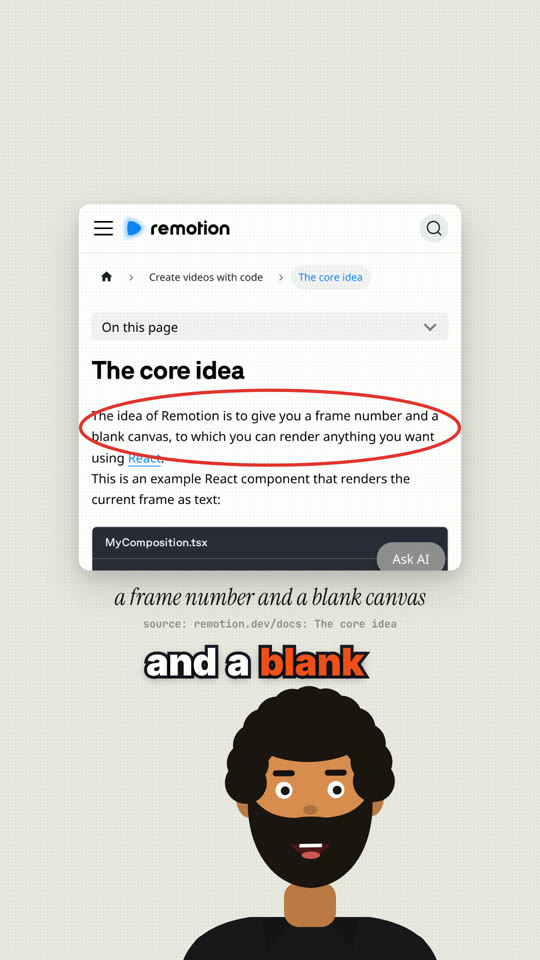 remotion
Create videos with code
The core idea
On this page
The core idea
The idea of Remotion is to give you a frame number and a
blank canvas, to which you can render anything you want
using React.
This is an example React component that renders the
current frame as text:
MyComposition.tsx
Ask AI
a frame number and a blank canvas
source: remotion.dev/docs: The core idea
and a blank